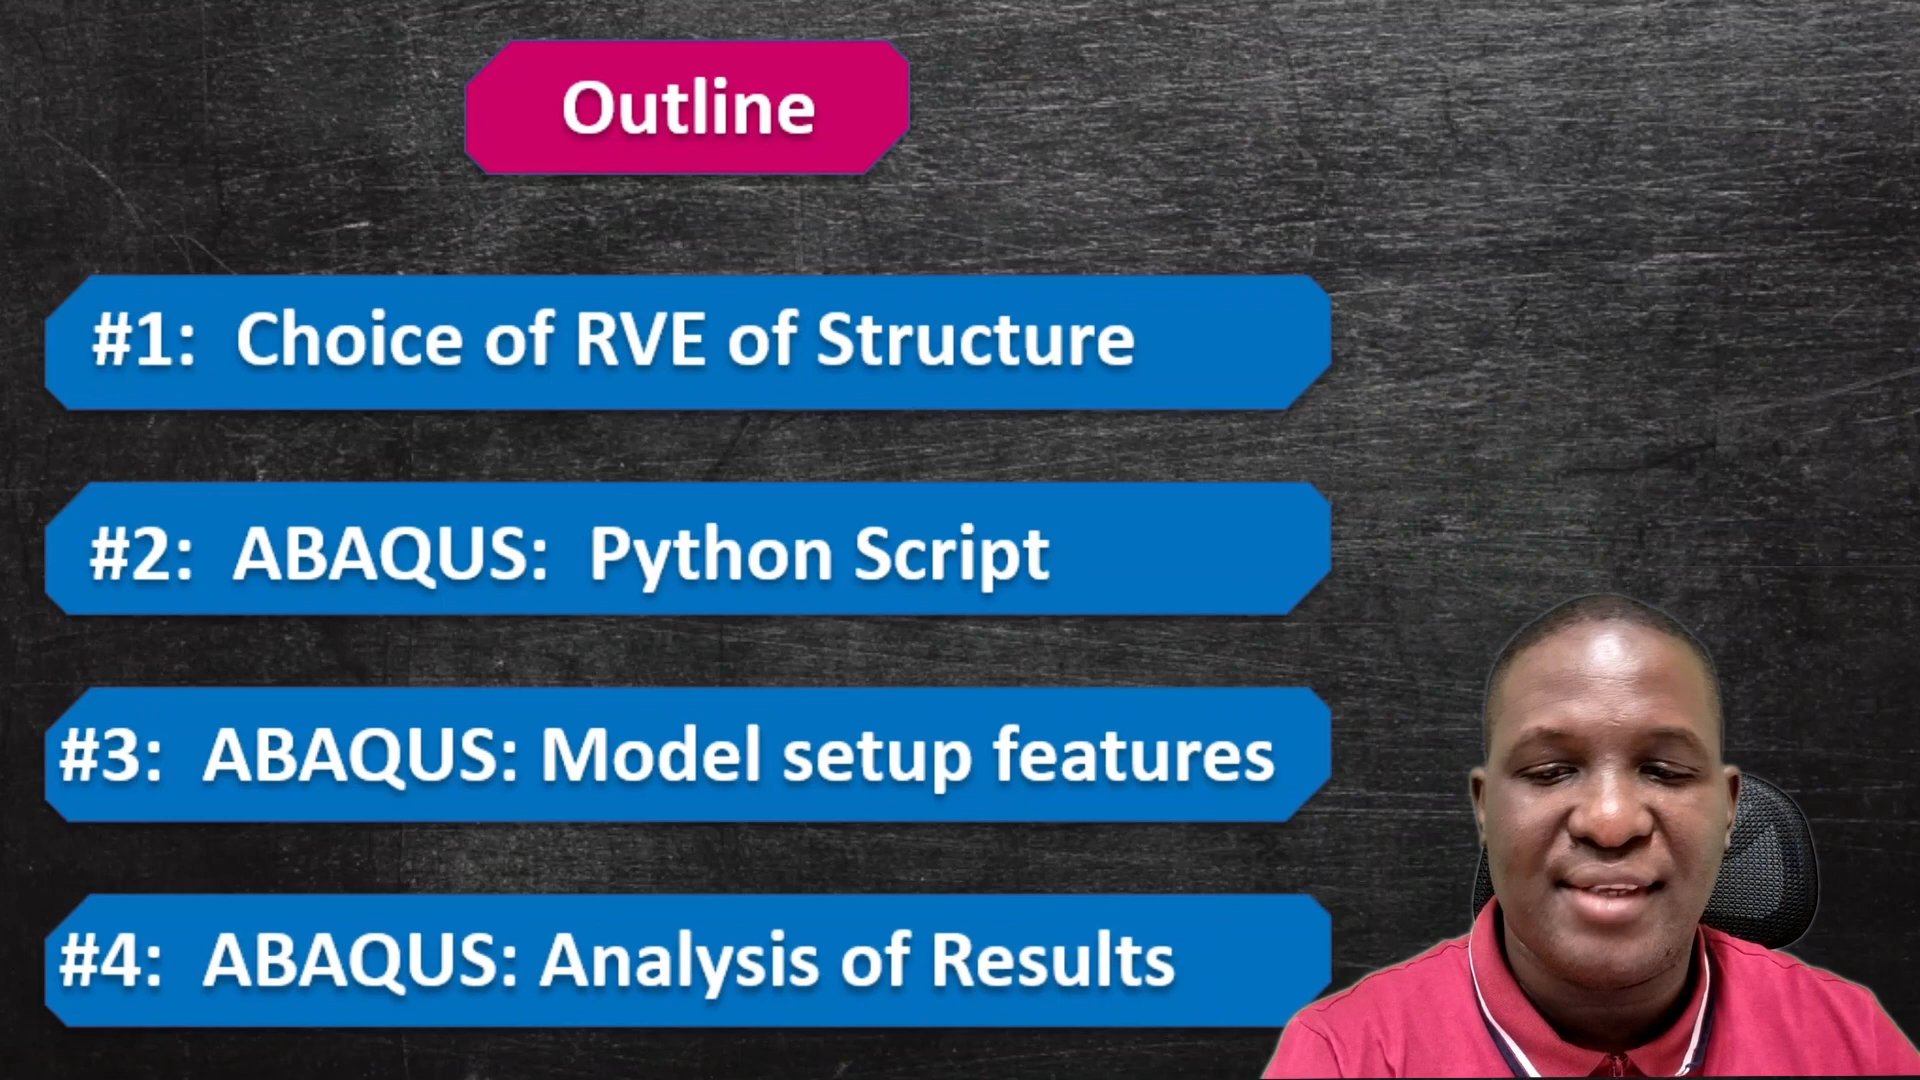 Outline
#1: Choice of RVE of Structure
#2: ABAQUS: Python Script
#3: ABAQUS: Model setup features
#4: ABAQUS: Analysis of Results